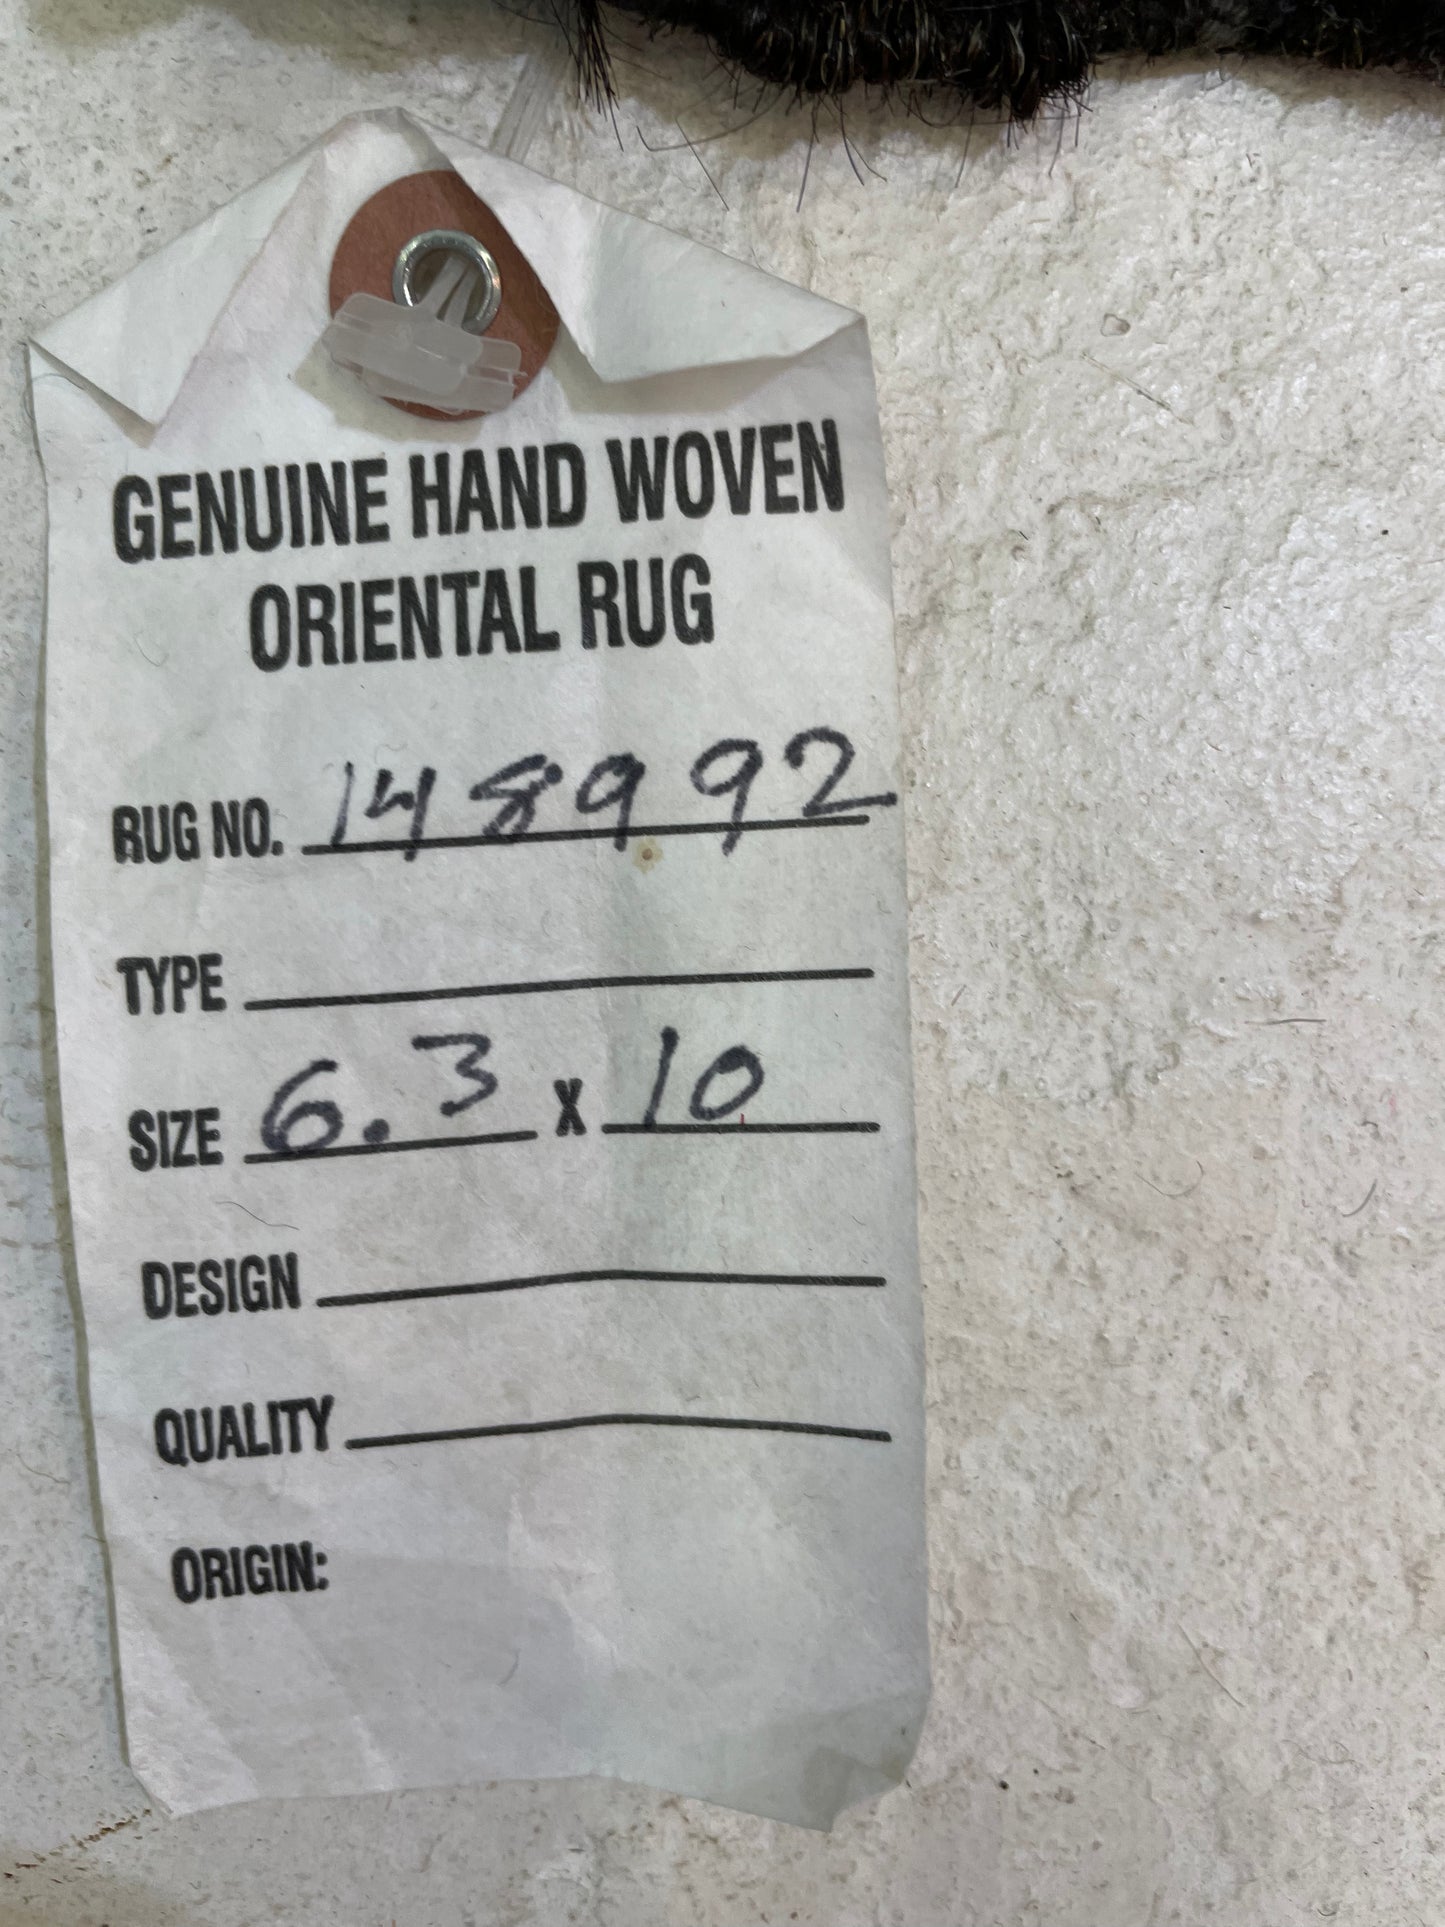 GENUINE HAND WOVEN
ORIENTAL RUG
RUG NO. 148992
TYPE
SIZE 6.3 X 10
DESIGN
QUALITY
ORIGIN: